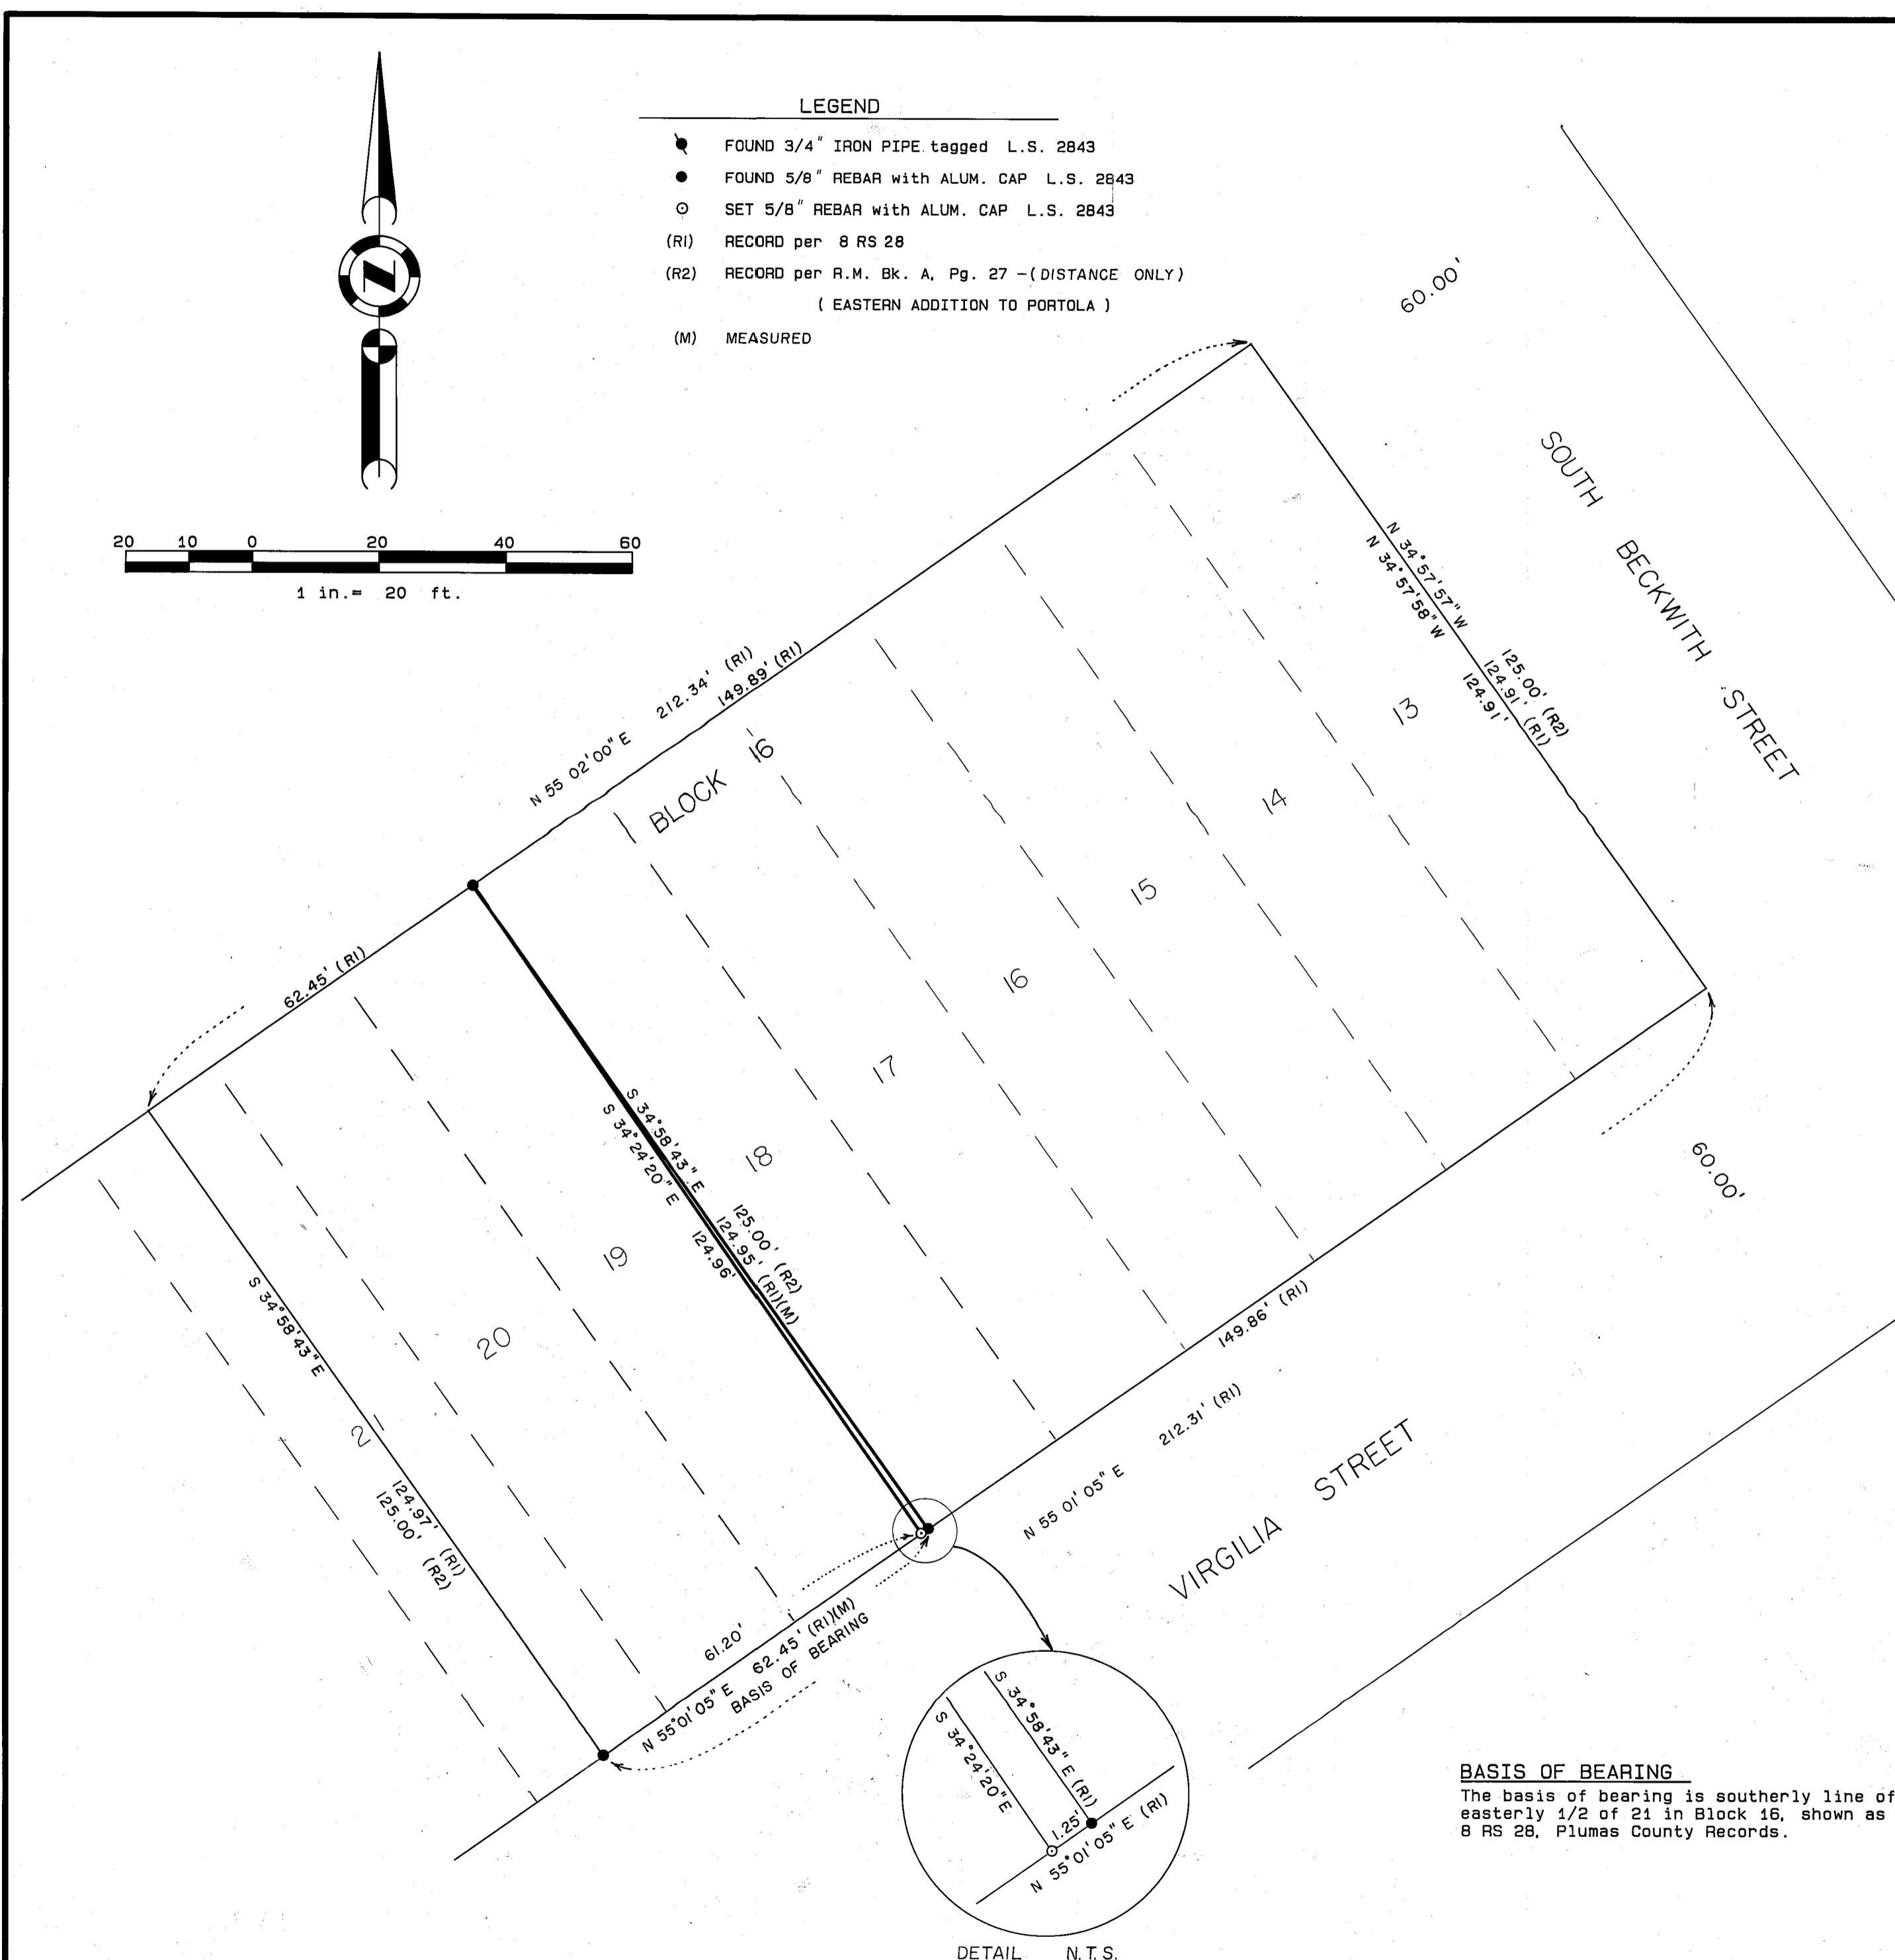 LEGEND
FOUND 3/4" IRON PIPE tagged L.S. 2843
FOUND 5/8" REBAR with ALUM. CAP L.S. 2843
SET 5/8" REBAR with ALUM. CAP L.S. 2843
(R1) RECORD per 8 RS 28
(R2) RECORD per R.M. Bk. A, Pg. 27 -(DISTANCE ONLY)
( EASTERN ADDITION TO PORTOLA )
(M) MEASURED
N
20 10 0 20 40 60
1 in.= 20 ft.
60.00'
SOUTH BECKWITH STREET
N 34°57'57" W
N 34°57'58" W
125.00' (R2)
124.91' (R1)
124.91'
N 55 02'00" E 212.34' (R1)
149.89' (R1)
62.45' (R1)
BLOCK 16
13
14
15
16
17
18
19
20
2
S 34°58'43" E
S 34°24'20" E
125.00' (R2)
124.95' (R1)(M)
124.96'
S 34°58'43" E
124.97' (R1)
125.00' (R2)
60.00'
149.86' (R1)
N 55 01'05" E 212.31' (R1)
VIRGILIA STREET
61.20'
N 55°01'05" E 62.45' (R1)(M)
BASIS OF BEARING
S 34°58'43" E (R1)
S 34°24'20" E
1.25'
N 55°01'05" E (R1)
DETAIL N.T.S.
BASIS OF BEARING
The basis of bearing is southerly line of
easterly 1/2 of 21 in Block 16, shown as
8 RS 28, Plumas County Records.